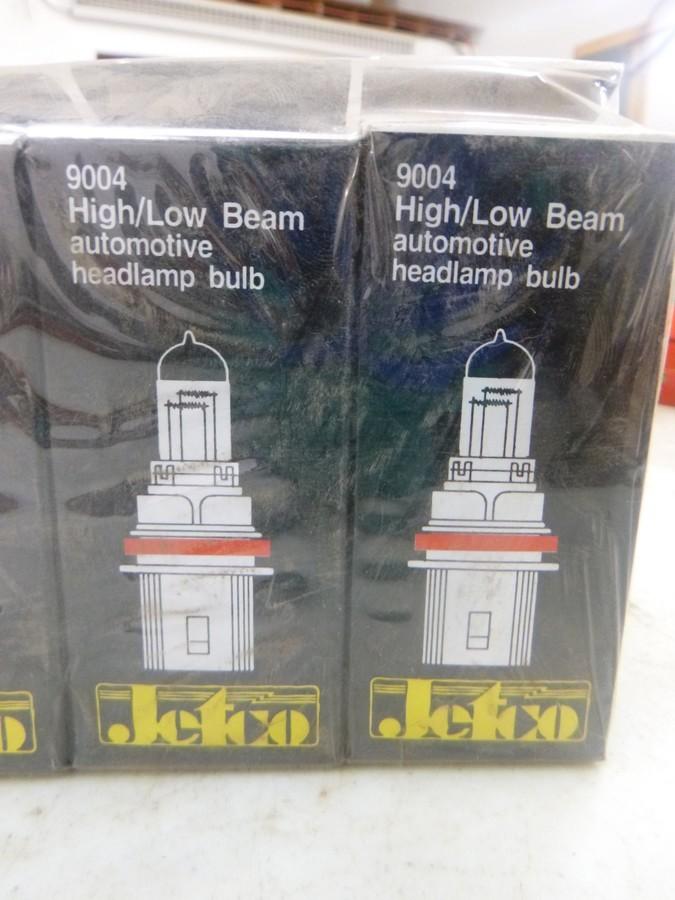 9004
High/Low Beam
automotive
headlamp bulb
Jetco
9004
High/Low Beam
automotive
headlamp bulb
Jetco